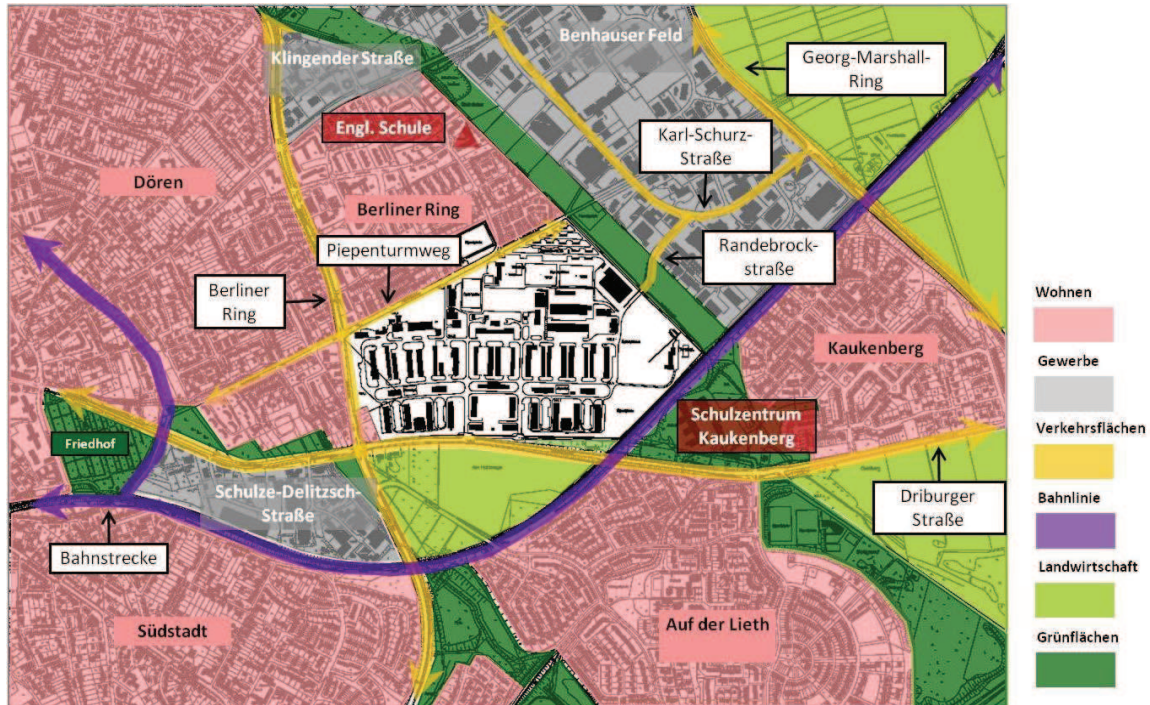 Klingender Straße
Benhauser Feld
Georg-Marshall-
Ring
Engl. Schule
Karl-Schurz-
Straße
Dören
Berliner Ring
Piepenturmweg
Randebrock-
straße
Berliner
Ring
Kaukenberg
Schulzentrum
Kaukenberg
Friedhof
Schulze-Delitzsch-
Straße
Driburger
Straße
Bahnstrecke
Südstadt
Auf der Lieth
Wohnen
Gewerbe
Verkehrsflächen
Bahnlinie
Landwirtschaft
Grünflächen